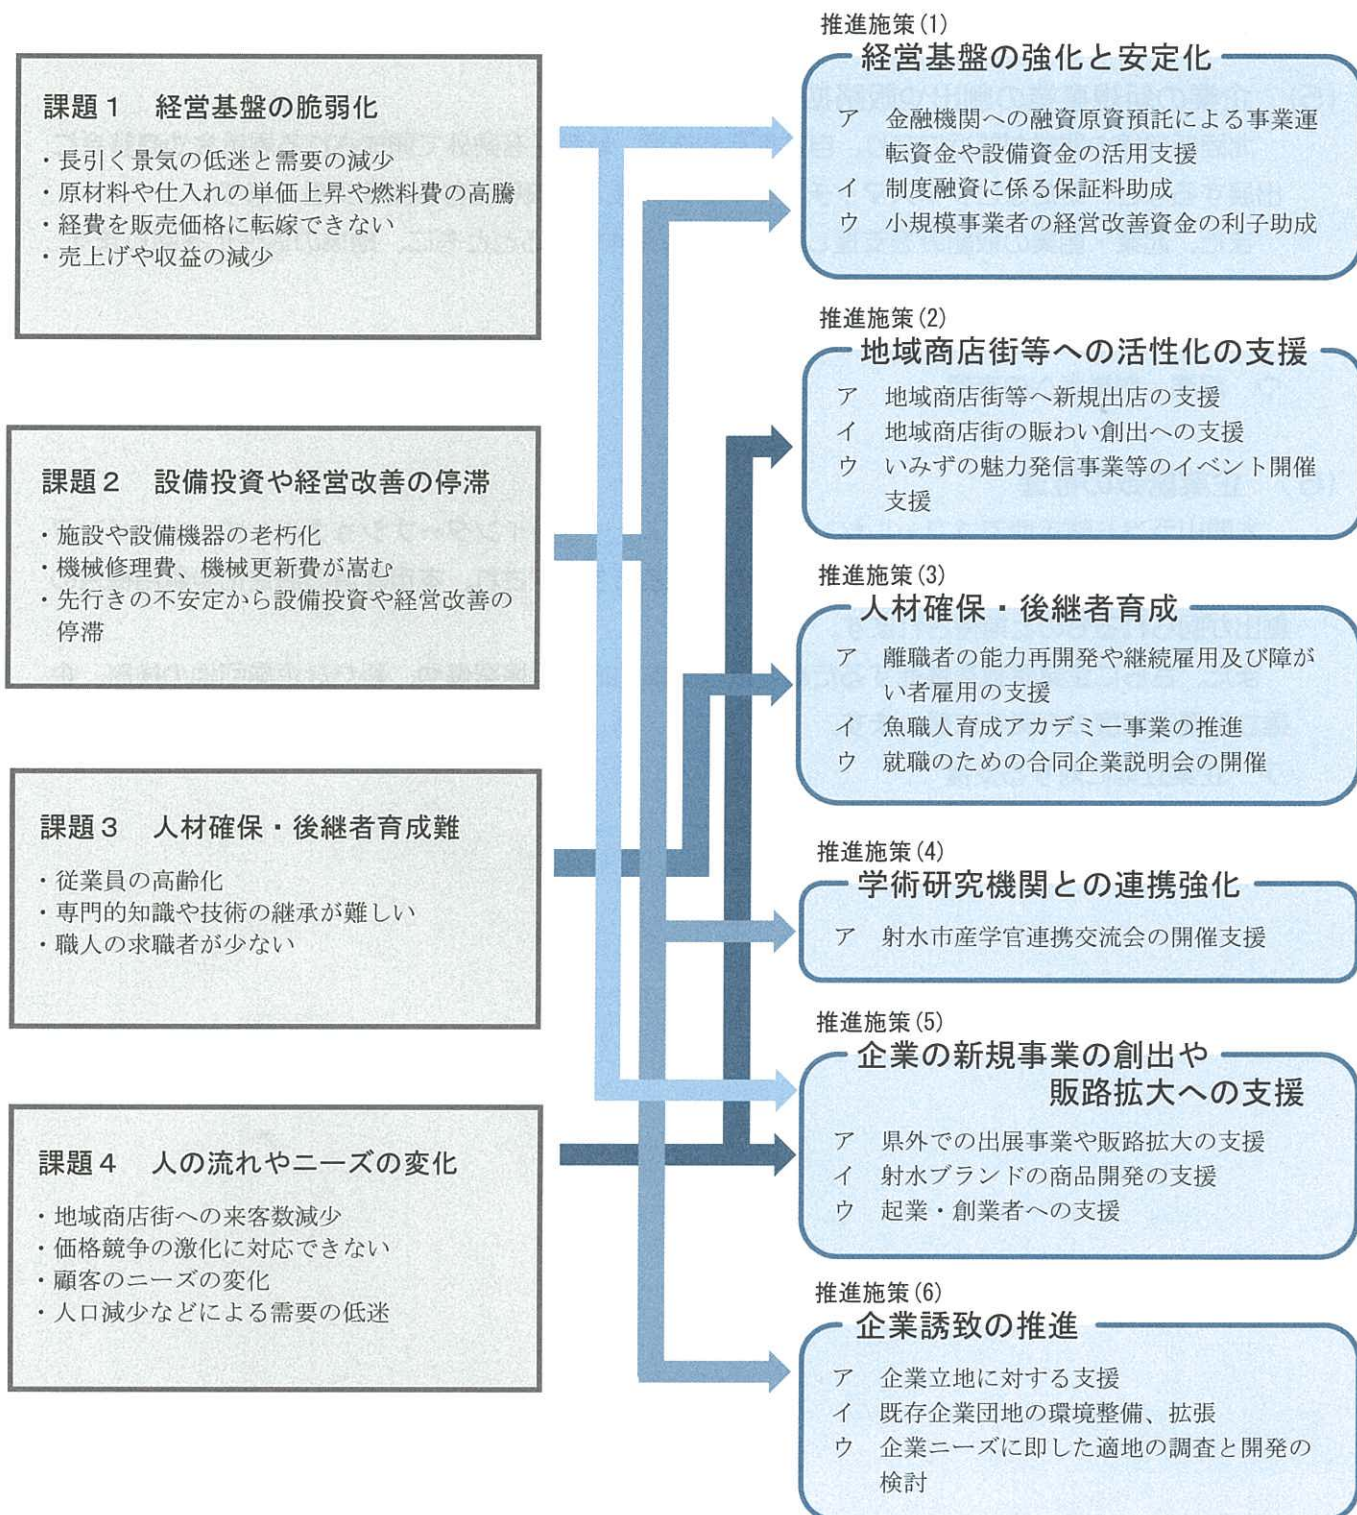 課題1 経営基盤の脆弱化
・長引く景気の低迷と需要の減少
・原材料や仕入れの単価上昇や燃料費の高騰
・経費を販売価格に転嫁できない
・売上げや収益の減少
課題2 設備投資や経営改善の停滞
・施設や設備機器の老朽化
・機械修理費、機械更新費が嵩む
・先行きの不安定から設備投資や経営改善の
停滞
課題3 人材確保・後継者育成難
・従業員の高齢化
・専門的知識や技術の継承が難しい
・職人の求職者が少ない
課題4 人の流れやニーズの変化
・地域商店街への来客数減少
・価格競争の激化に対応できない
・顧客のニーズの変化
・人口減少などによる需要の低迷
推進施策(1)
経営基盤の強化と安定化
ア 金融機関への融資原資預託による事業運
転資金や設備資金の活用支援
イ 制度融資に係る保証料助成
ウ 小規模事業者の経営改善資金の利子助成
推進施策(2)
地域商店街等への活性化の支援
ア 地域商店街等へ新規出店の支援
イ 地域商店街の賑わい創出への支援
ウ いみずの魅力発信事業等のイベント開催
支援
推進施策(3)
人材確保・後継者育成
ア 離職者の能力再開発や継続雇用及び障が
い者雇用の支援
イ 魚職人育成アカデミー事業の推進
ウ 就職のための合同企業説明会の開催
推進施策(4)
学術研究機関との連携強化
ア 射水市産学官連携交流会の開催支援
推進施策(5)
企業の新規事業の創出や
販路拡大への支援
ア 県外での出展事業や販路拡大の支援
イ 射水ブランドの商品開発の支援
ウ 起業・創業者への支援
推進施策(6)
企業誘致の推進
ア 企業立地に対する支援
イ 既存企業団地の環境整備、拡張
ウ 企業ニーズに即した適地の調査と開発の
検討